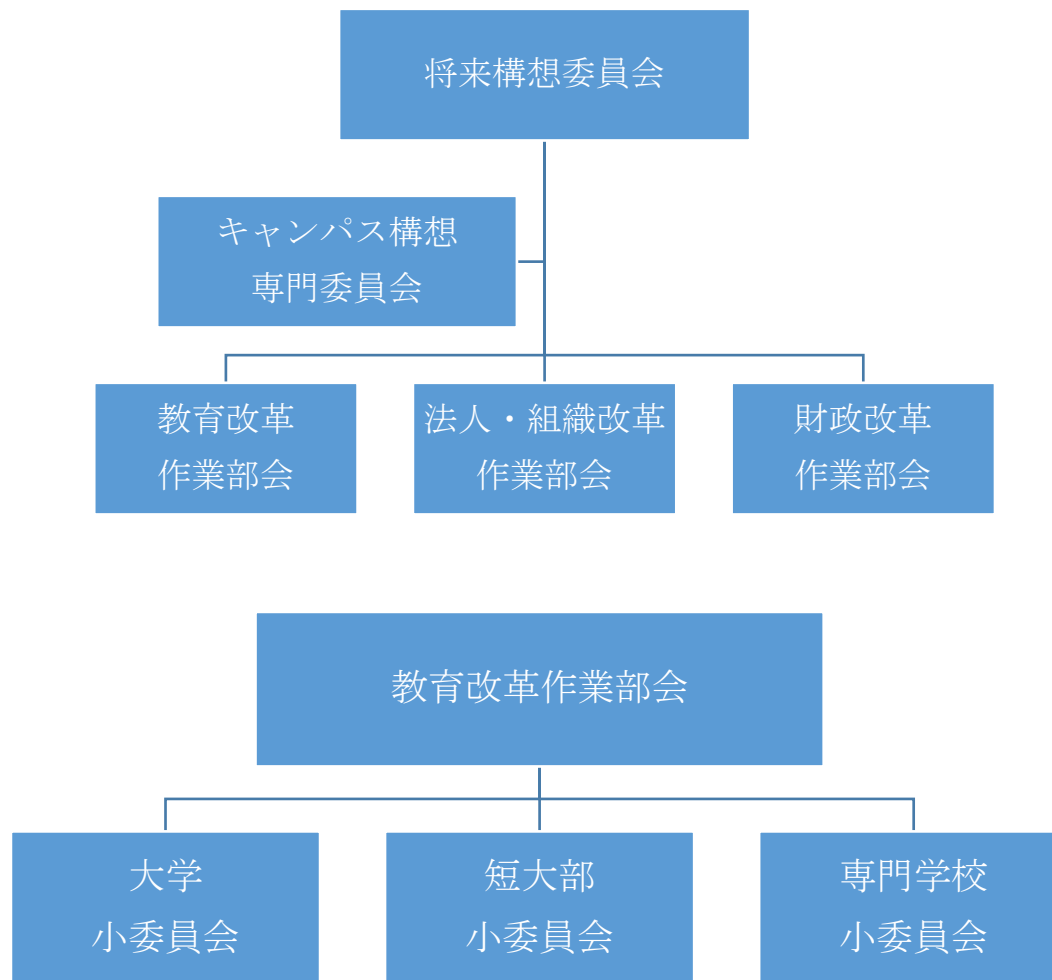 将来構想委員会
キャンパス構想
専門委員会
教育改革
作業部会
法人・組織改革
作業部会
財政改革
作業部会
教育改革作業部会
大学
小委員会
短大部
小委員会
専門学校
小委員会